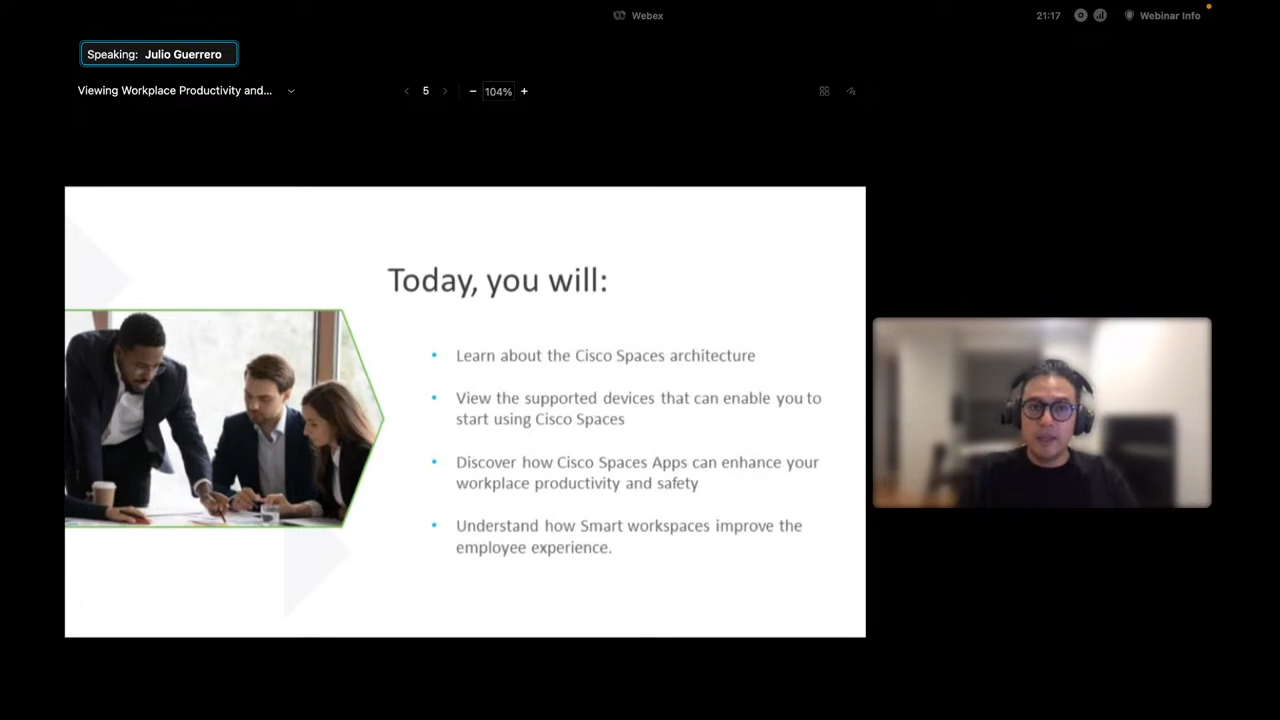 Webex
21:17
Webinar Info
Speaking: Julio Guerrero
Viewing Workplace Productivity and...
5
104%
Today, you will:
• Learn about the Cisco Spaces architecture
• View the supported devices that can enable you to
start using Cisco Spaces
• Discover how Cisco Spaces Apps can enhance your
workplace productivity and safety
• Understand how Smart workspaces improve the
employee experience.